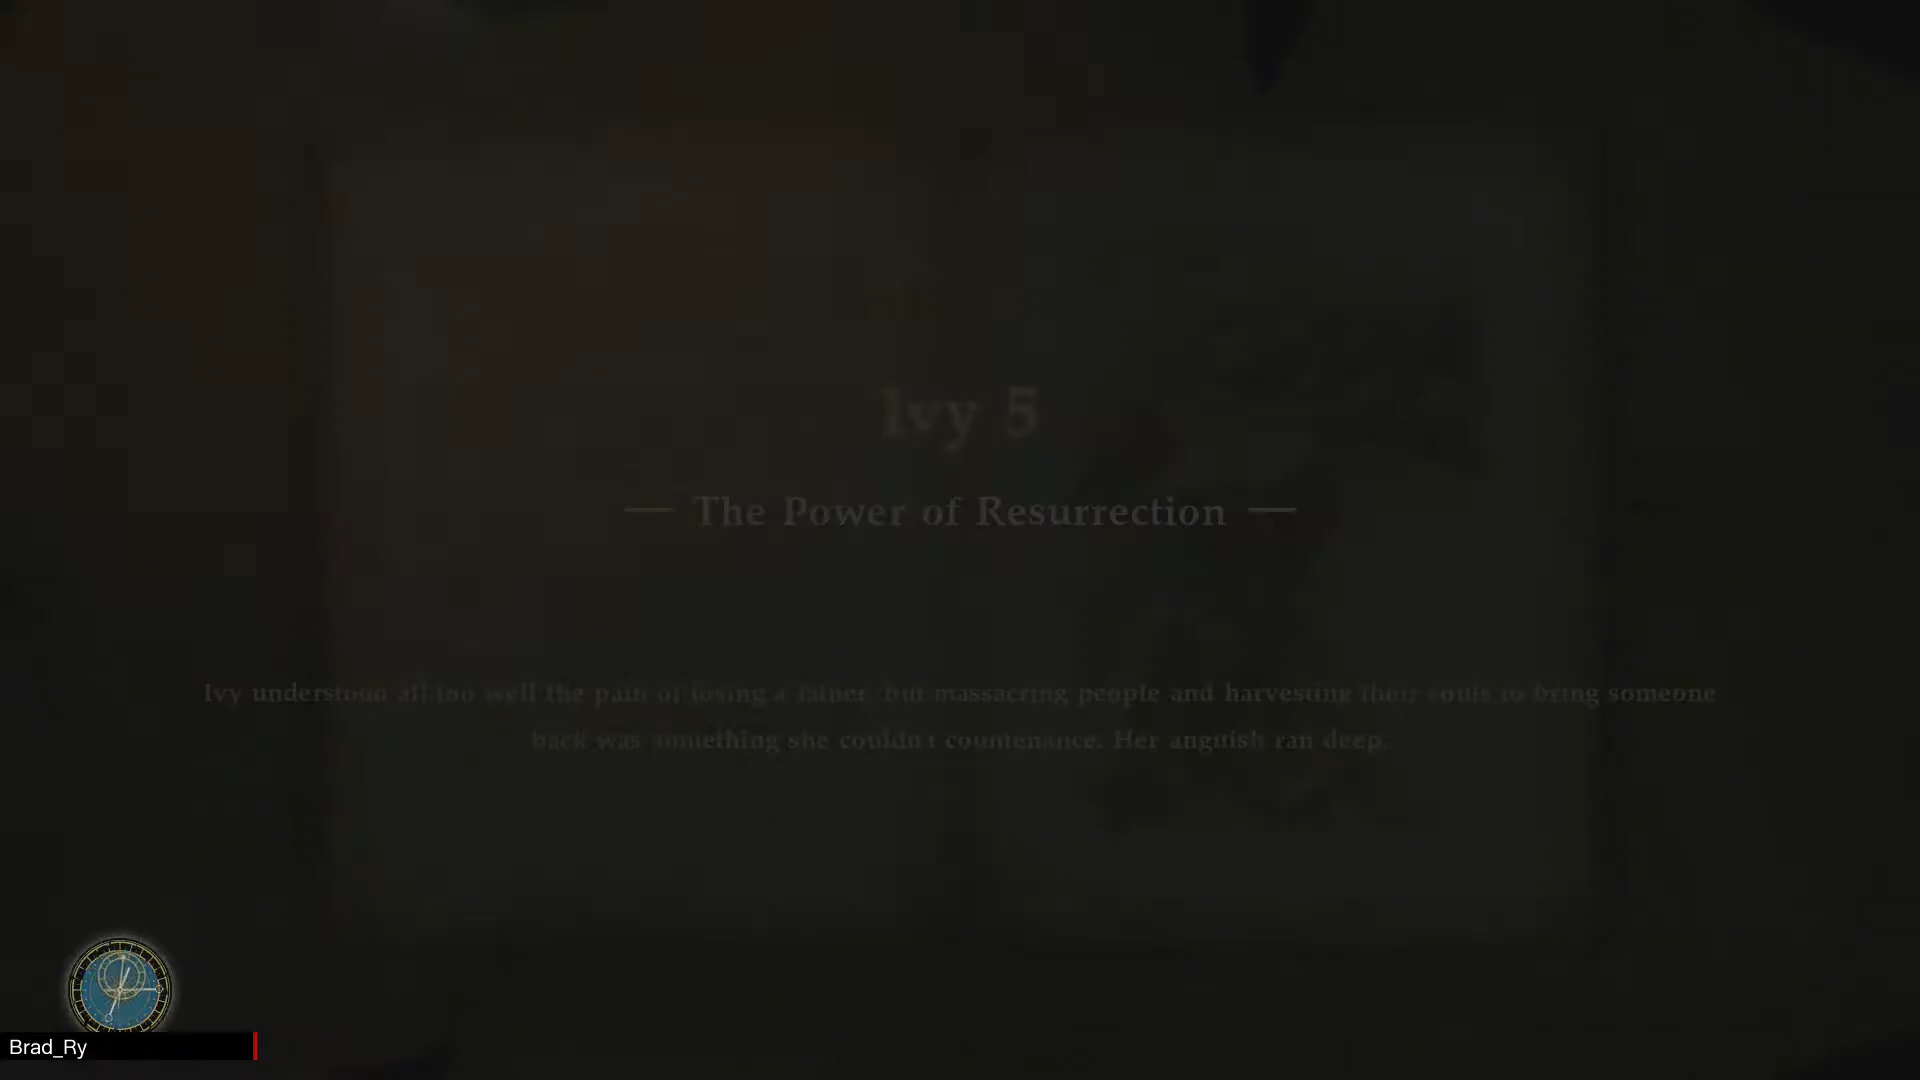 Ivy 5
— The Power of Resurrection —
Ivy understood all too well the pain of losing a father, but massacring people and harvesting their souls to bring someone
back was something she couldn't countenance. Her anguish ran deep.
Brad_Ry